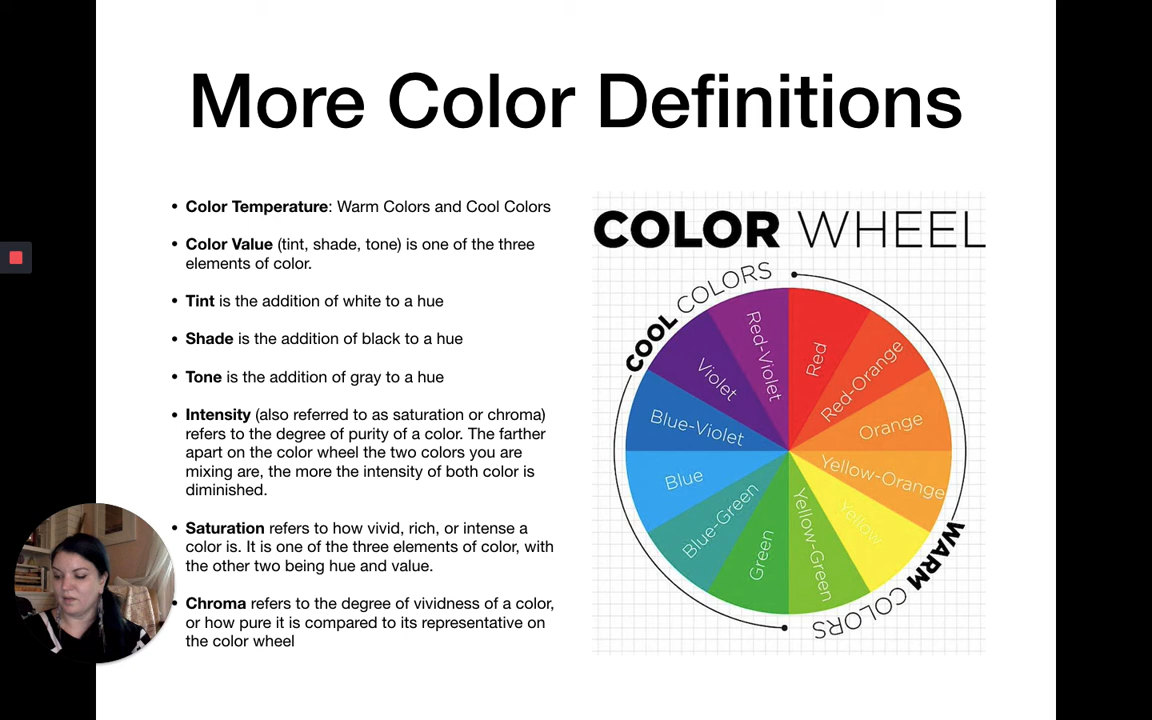 More Color Definitions
• Color Temperature: Warm Colors and Cool Colors
• Color Value (tint, shade, tone) is one of the three
elements of color.
• Tint is the addition of white to a hue
• Shade is the addition of black to a hue
• Tone is the addition of gray to a hue
• Intensity (also referred to as saturation or chroma)
refers to the degree of purity of a color. The farther
apart on the color wheel the two colors you are
mixing are, the more the intensity of both color is
diminished.
• Saturation refers to how vivid, rich, or intense a
color is. It is one of the three elements of color, with
the other two being hue and value.
• Chroma refers to the degree of vividness of a color,
or how pure it is compared to its representative on
the color wheel
COLOR WHEEL
COOL COLORS
WARM COLORS
Red
Red-Orange
Orange
Yellow-Orange
Yellow
Yellow-Green
Green
Blue-Green
Blue
Blue-Violet
Violet
Red-Violet